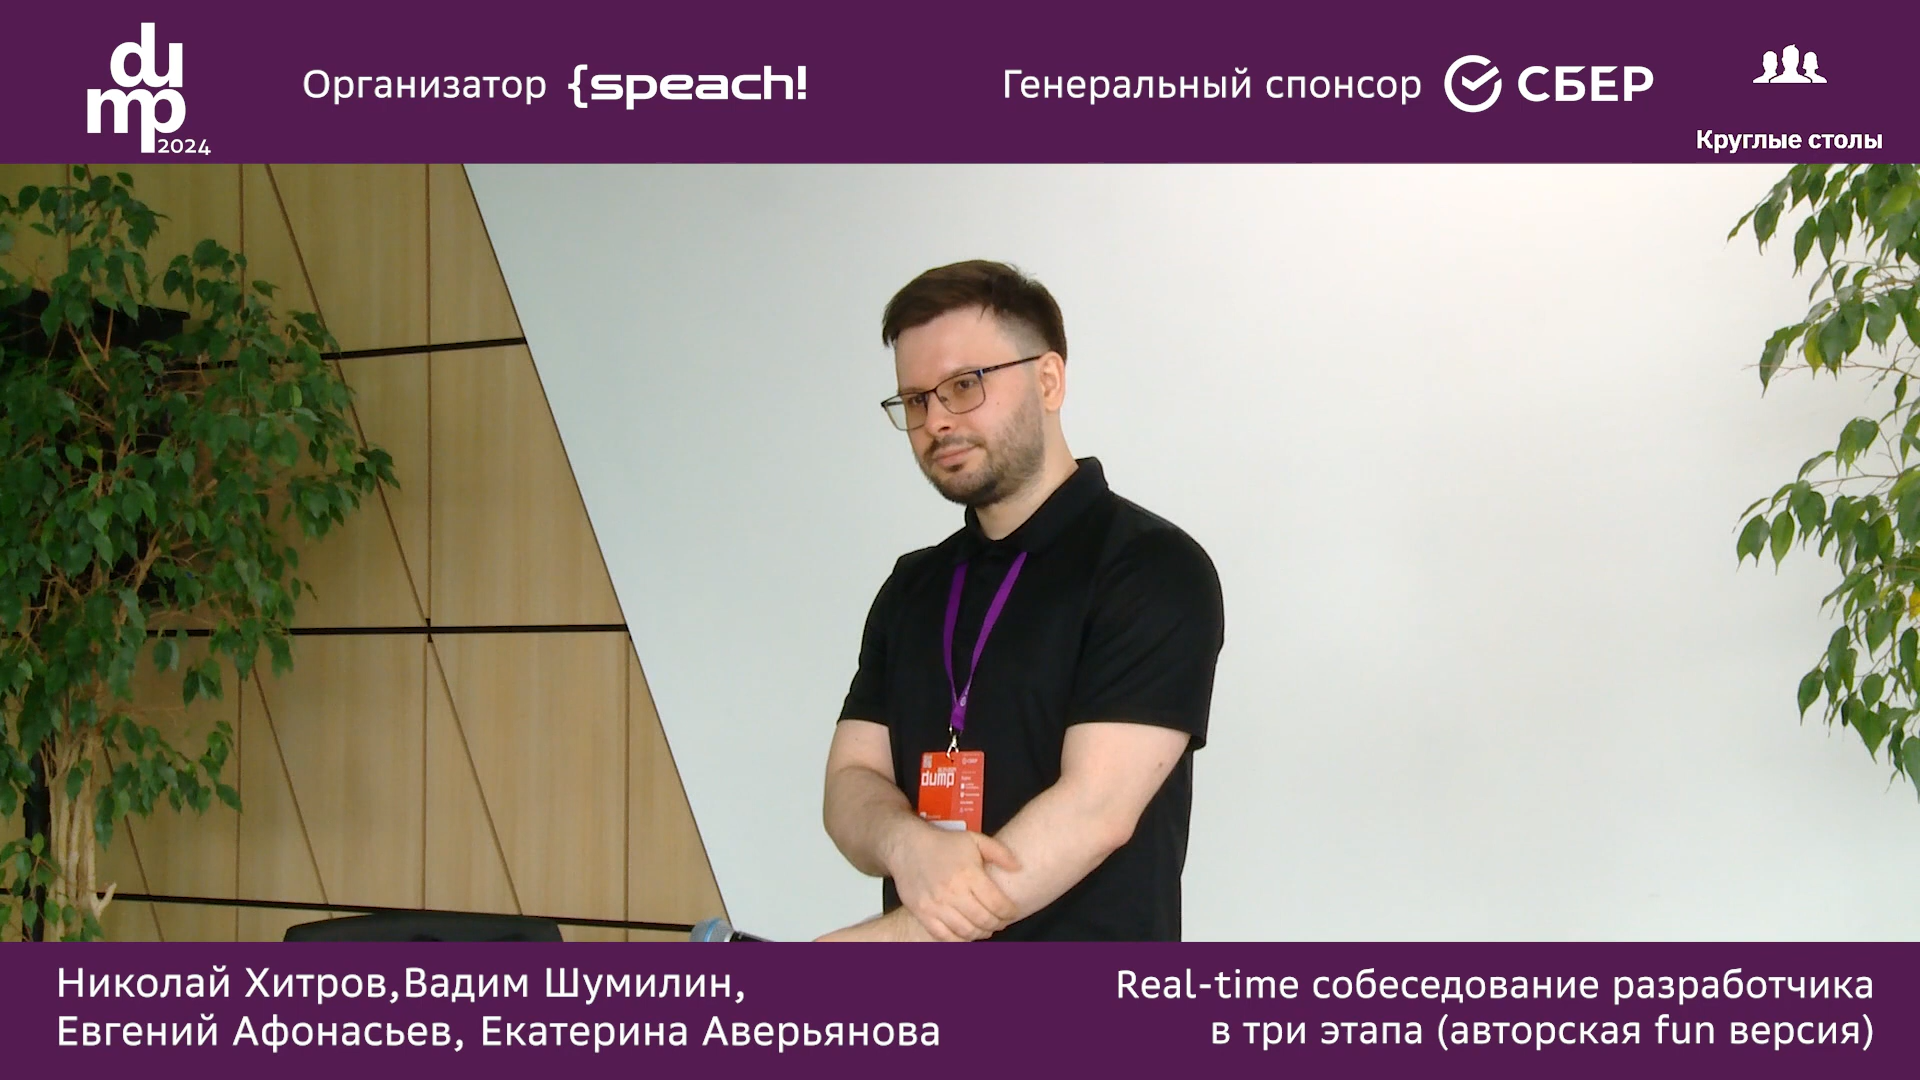 dump
2024
Организатор {speach!
Генеральный спонсор СБЕР
Круглые столы
dump
СБЕР
Николай Хитров,Вадим Шумилин,
Евгений Афонасьев, Екатерина Аверьянова
Real-time собеседование разработчика
в три этапа (авторская fun версия)